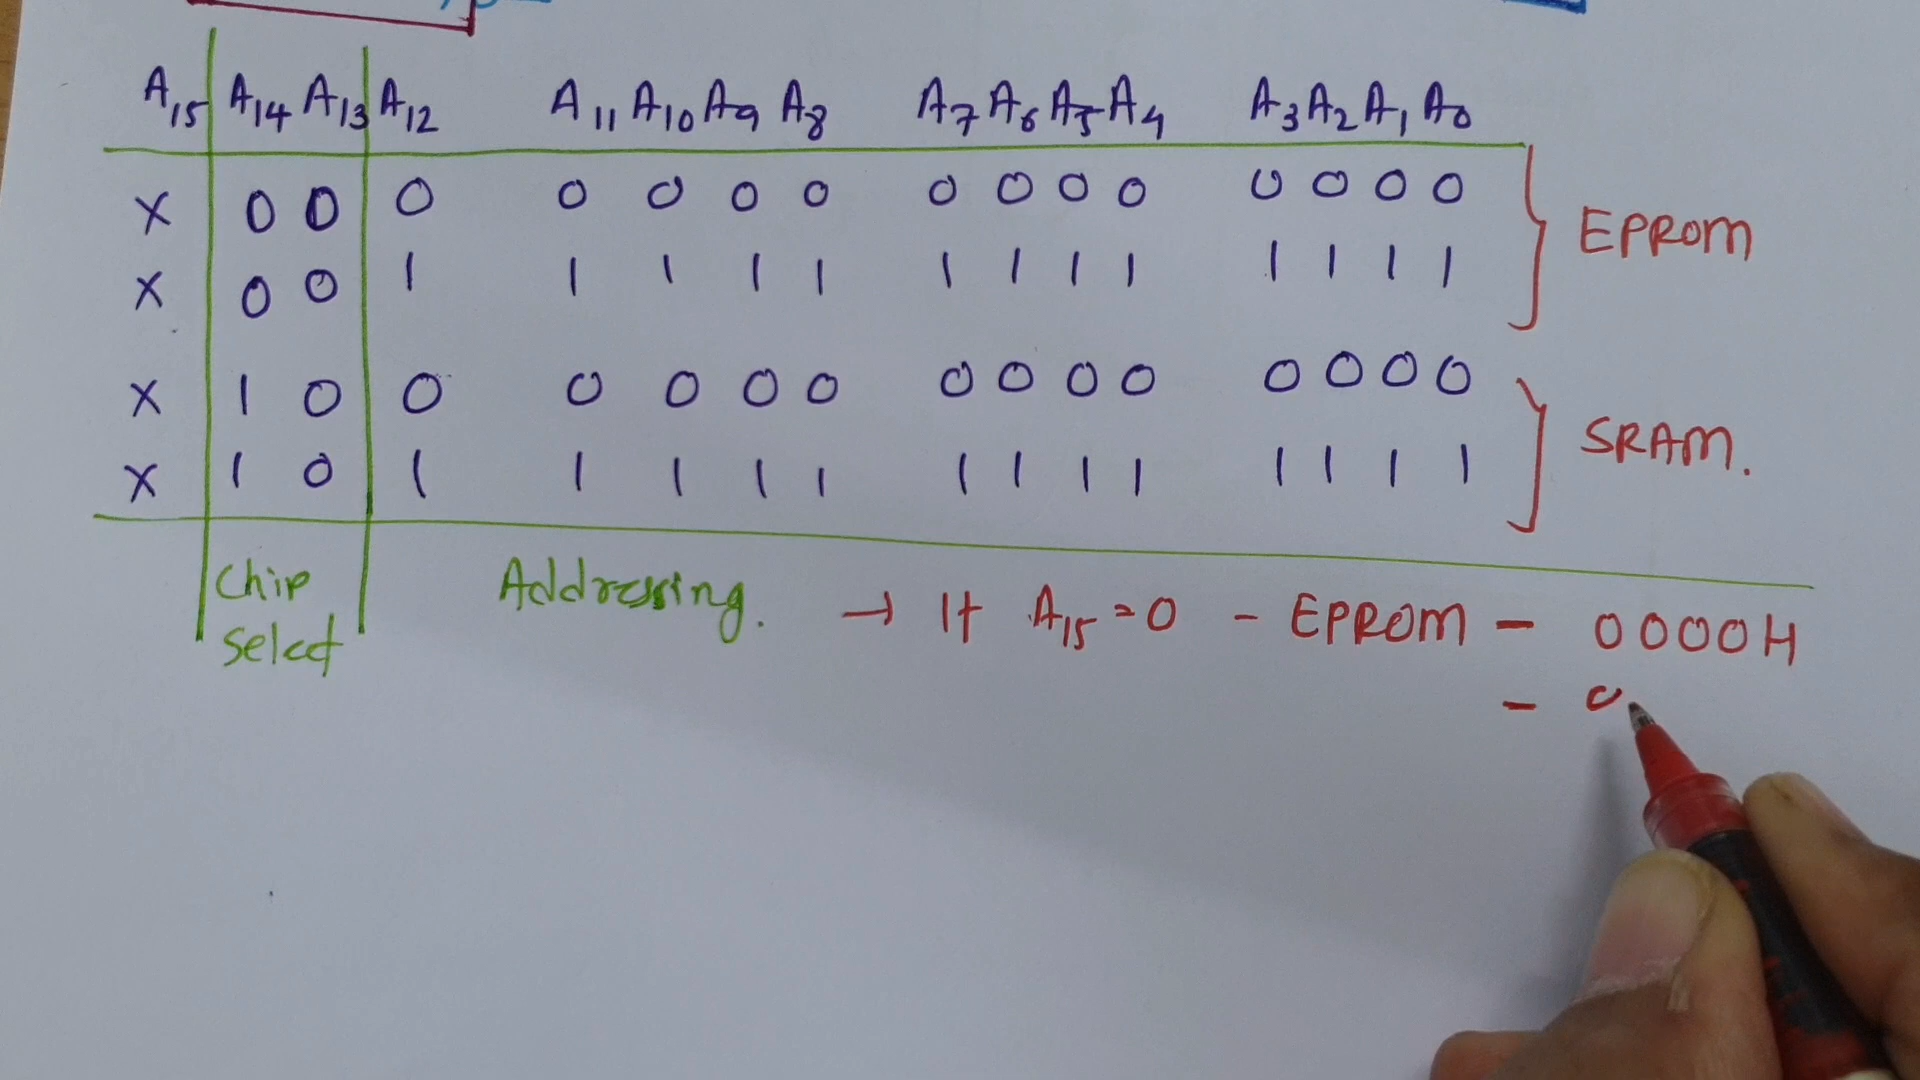 A15 A14 A13 A12 A11 A10 A9 A8 A7 A6 A5 A4 A3 A2 A1 A0
X 0 0 0 0 0 0 0 0 0 0 0 0 0 0 0
EPROM
X 0 0 1 1 1 1 1 1 1 1 1 1 1 1 1
X 1 0 0 0 0 0 0 0 0 0 0 0 0 0 0
SRAM.
X 1 0 1 1 1 1 1 1 1 1 1 1 1 1 1
Chip
Select
Addressing.
→ If A15 = 0 - EPROM - 0000H
- 0